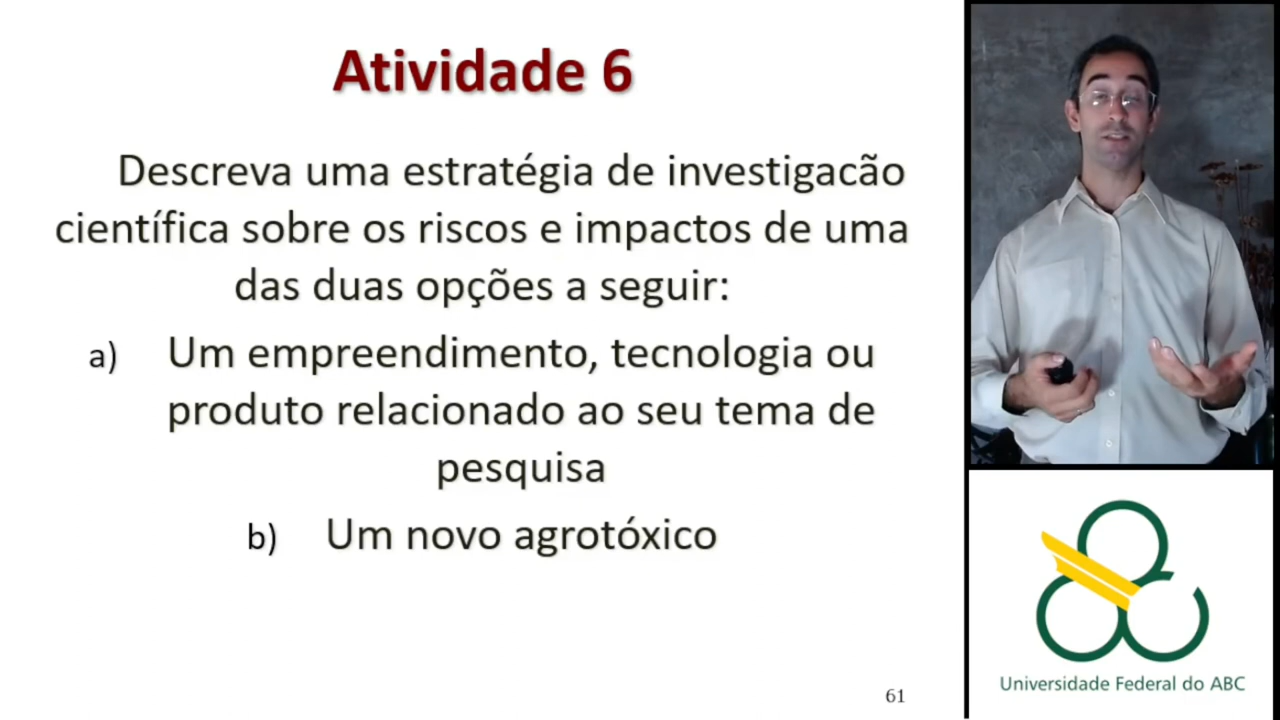 Atividade 6
Descreva uma estratégia de investigacão
científica sobre os riscos e impactos de uma
das duas opções a seguir:
a) Um empreendimento, tecnologia ou
produto relacionado ao seu tema de
pesquisa
b) Um novo agrotóxico
61
Universidade Federal do ABC